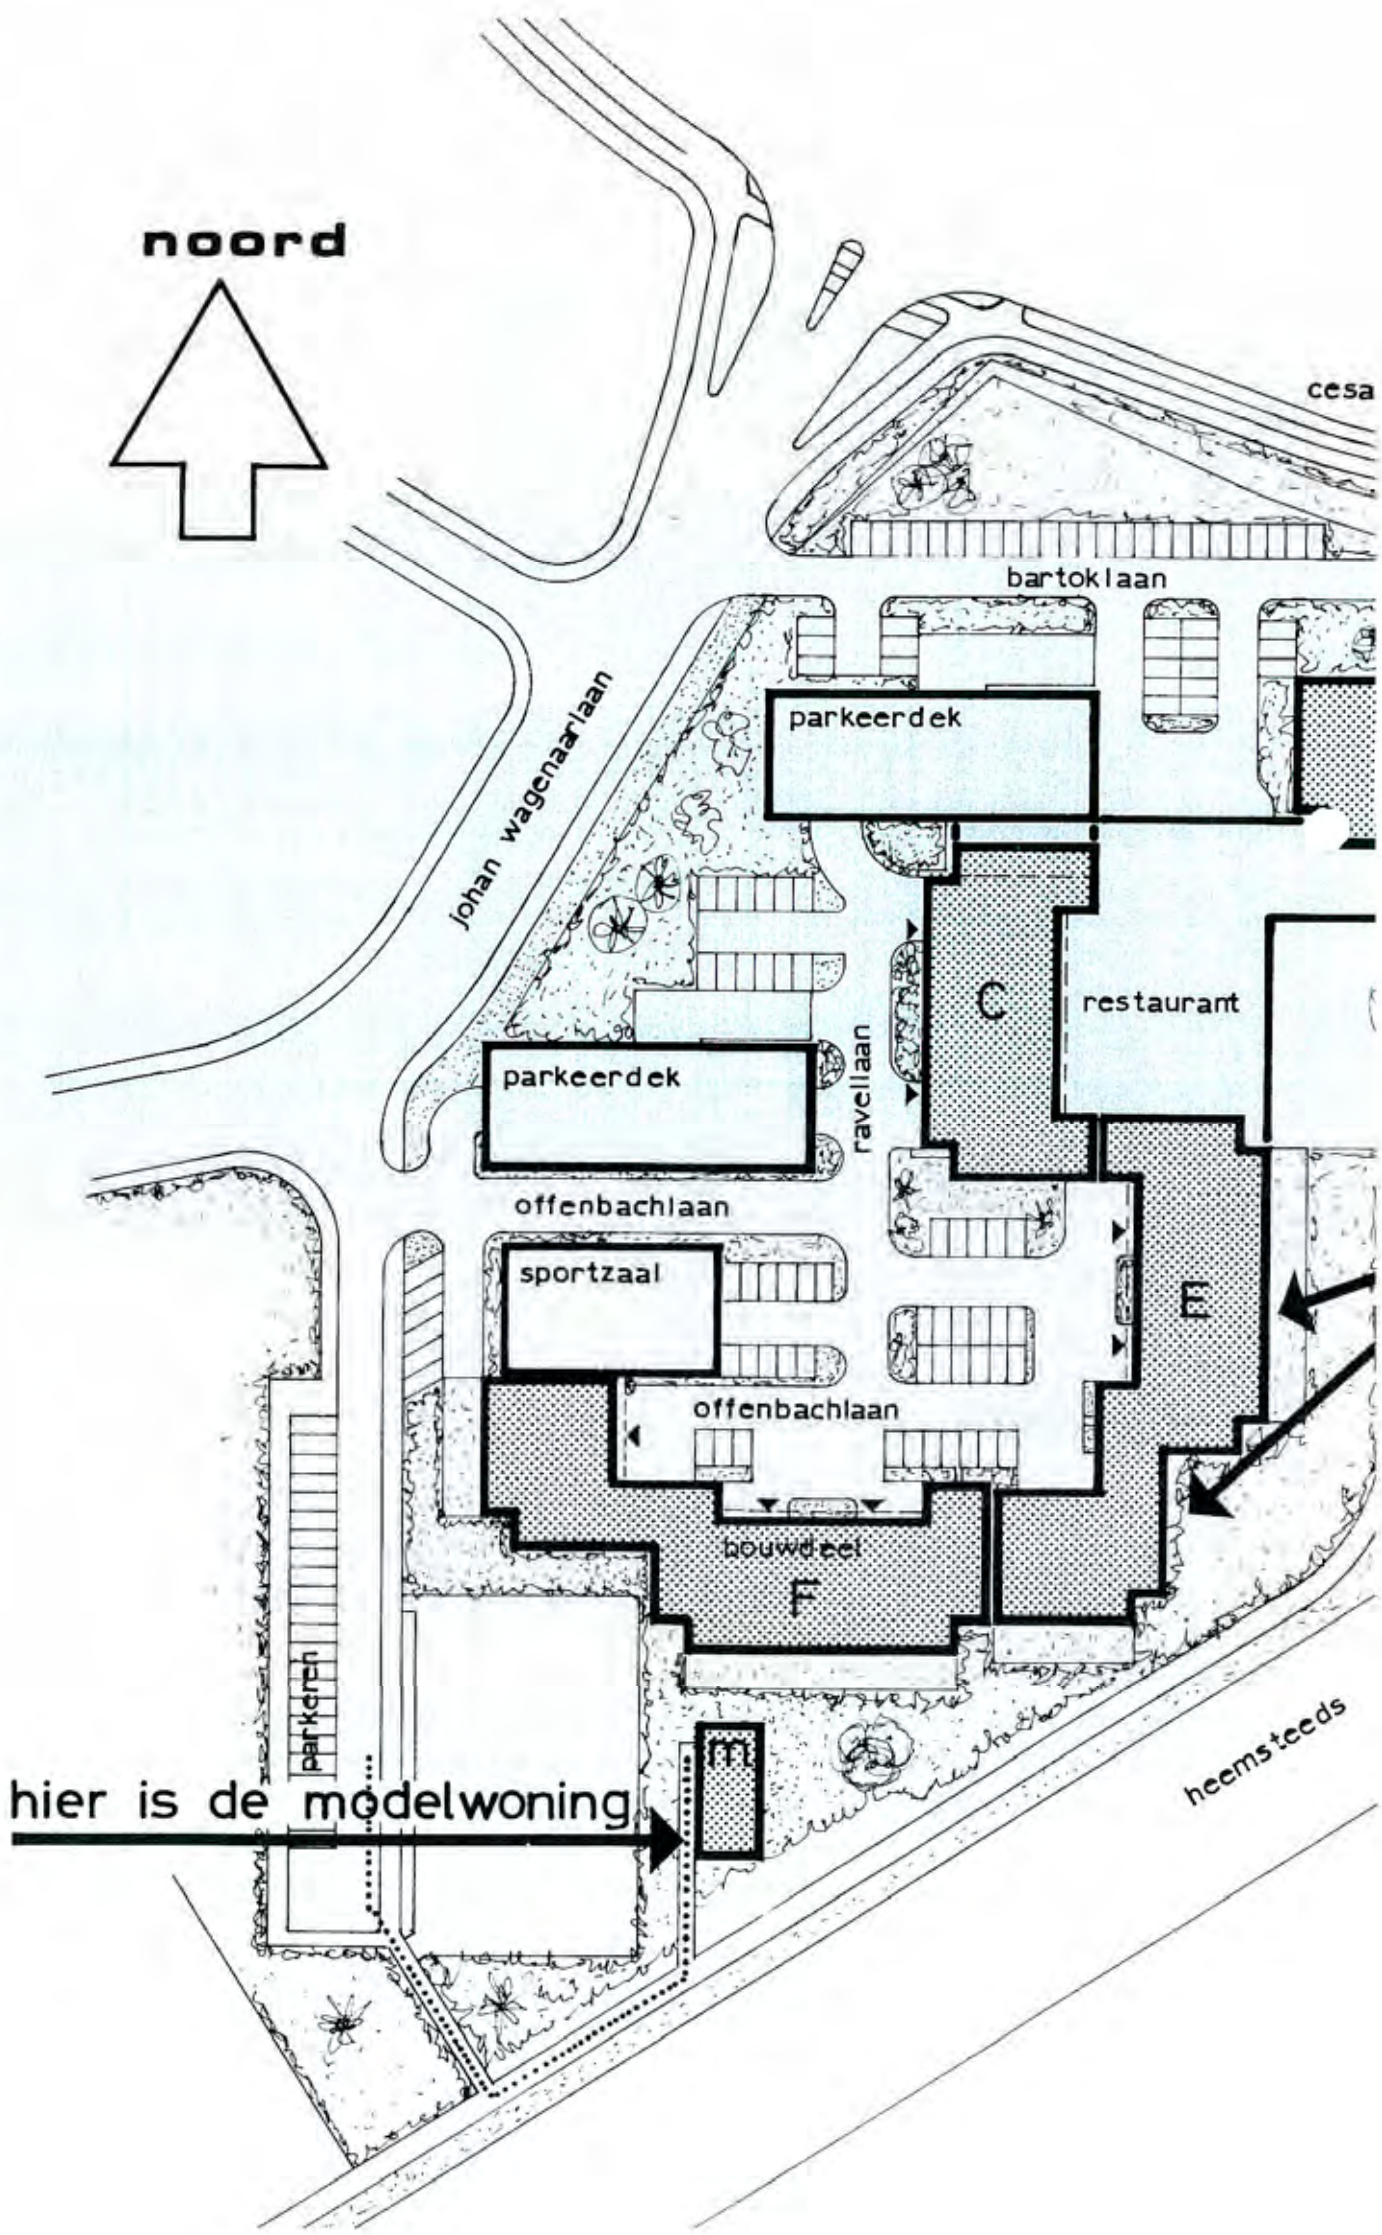 noord
cesa
bartoklaan
parkeerdek
johan wagenaarlaan
C
restaurant
ravellaan
parkeerdek
offenbachlaan
sportzaal
E
offenbachlaan
bouwdeel
F
parkeren
m
heemsteeds
hier is de modelwoning